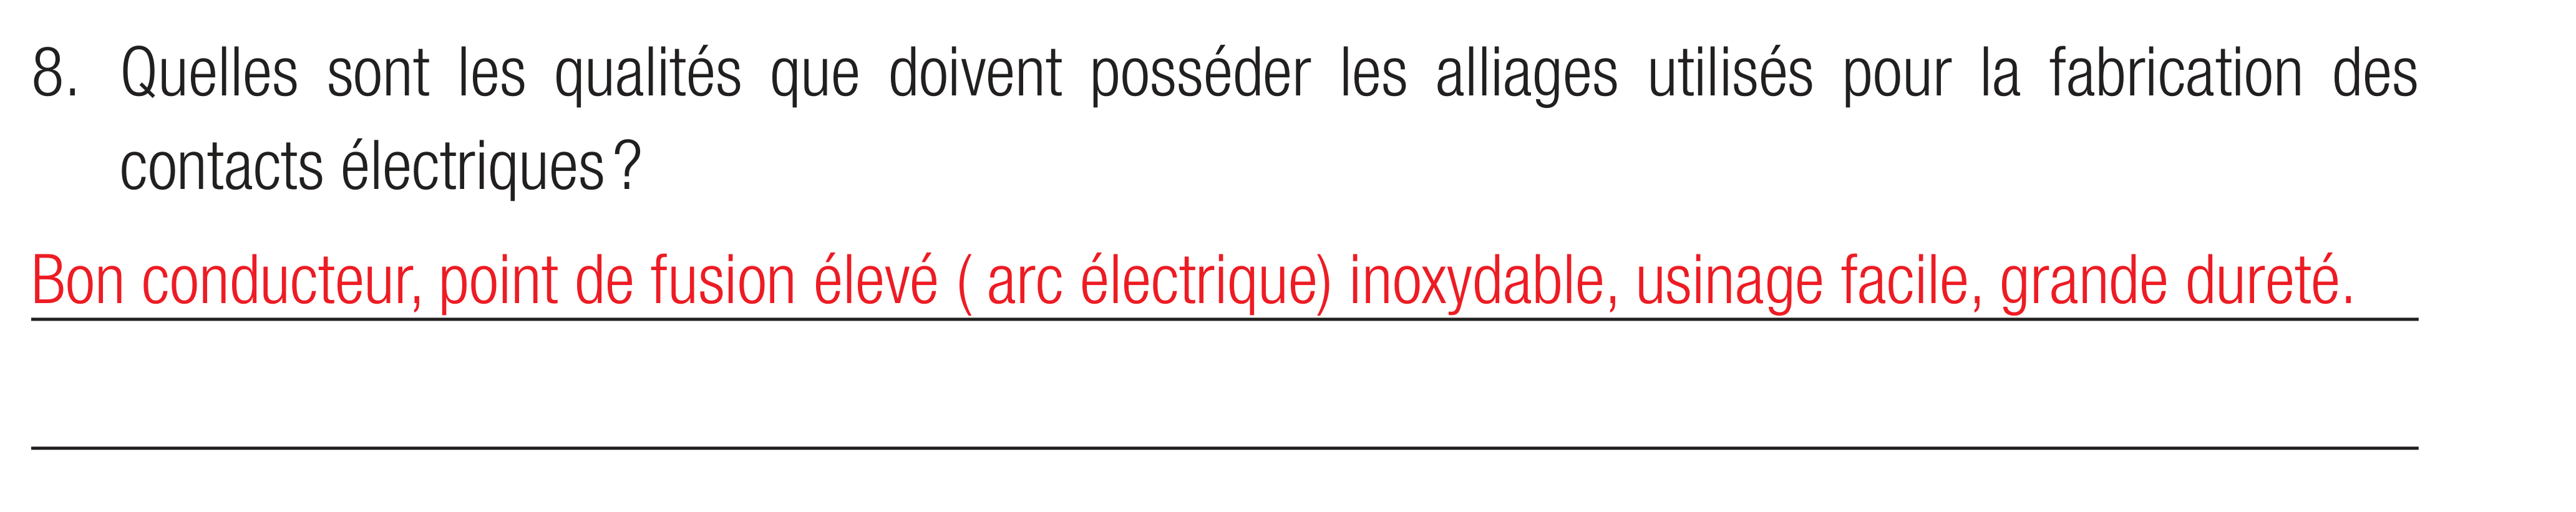 8. Quelles sont les qualités que doivent posséder les alliages utilisés pour la fabrication des
contacts électriques ?
Bon conducteur, point de fusion élevé ( arc électrique) inoxydable, usinage facile, grande dureté.